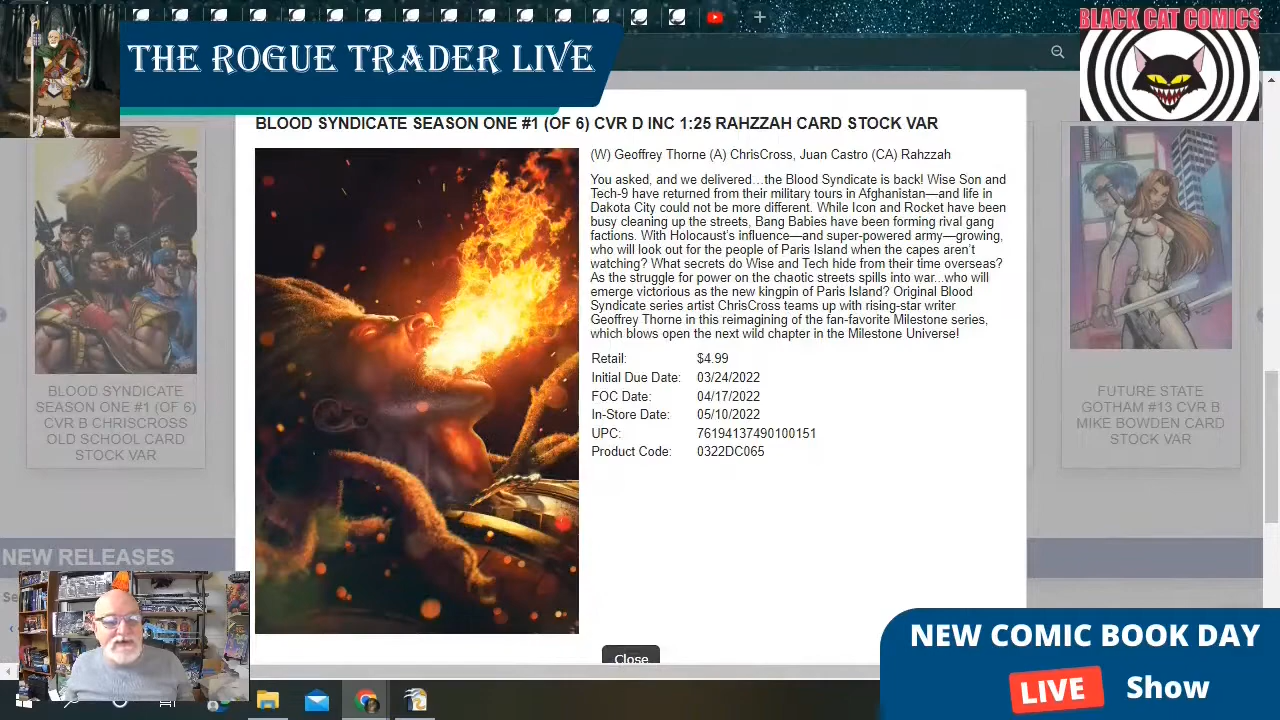 BLACK CAT COMICS
THE ROGUE TRADER LIVE
BLOOD SYNDICATE SEASON ONE #1 (OF 6) CVR D INC 1:25 RAHZZAH CARD STOCK VAR
(W) Geoffrey Thorne (A) ChrisCross, Juan Castro (CA) Rahzzah
You asked, and we delivered...the Blood Syndicate is back! Wise Son and
Tech-9 have returned from their military tours in Afghanistan—and life in
Dakota City could not be more different. While Icon and Rocket have been
busy cleaning up the streets, Bang Babies have been forming rival gang
factions. With Holocaust's influence—and super-powered army—growing,
who will look out for the people of Paris Island when the capes aren't
watching? What secrets do Wise and Tech hide from their time overseas?
As the struggle for power on the chaotic streets spills into war...who will
emerge victorious as the new kingpin of Paris Island? Original Blood
Syndicate series artist ChrisCross teams up with rising-star writer
Geoffrey Thorne in this reimagining of the fan-favorite Milestone series,
which blows open the next wild chapter in the Milestone Universe!
Retail: $4.99
Initial Due Date: 03/24/2022
FOC Date: 04/17/2022
In-Store Date: 05/10/2022
UPC: 76194137490100151
Product Code: 0322DC065
BLOOD SYNDICATE
SEASON ONE #1 (OF 6)
CVR B CHRISCROSS
OLD SCHOOL CARD
STOCK VAR
FUTURE STATE
GOTHAM #13 CVR B
MIKE BOWDEN CARD
STOCK VAR
NEW RELEASES
Se
Close
NEW COMIC BOOK DAY
LIVE Show